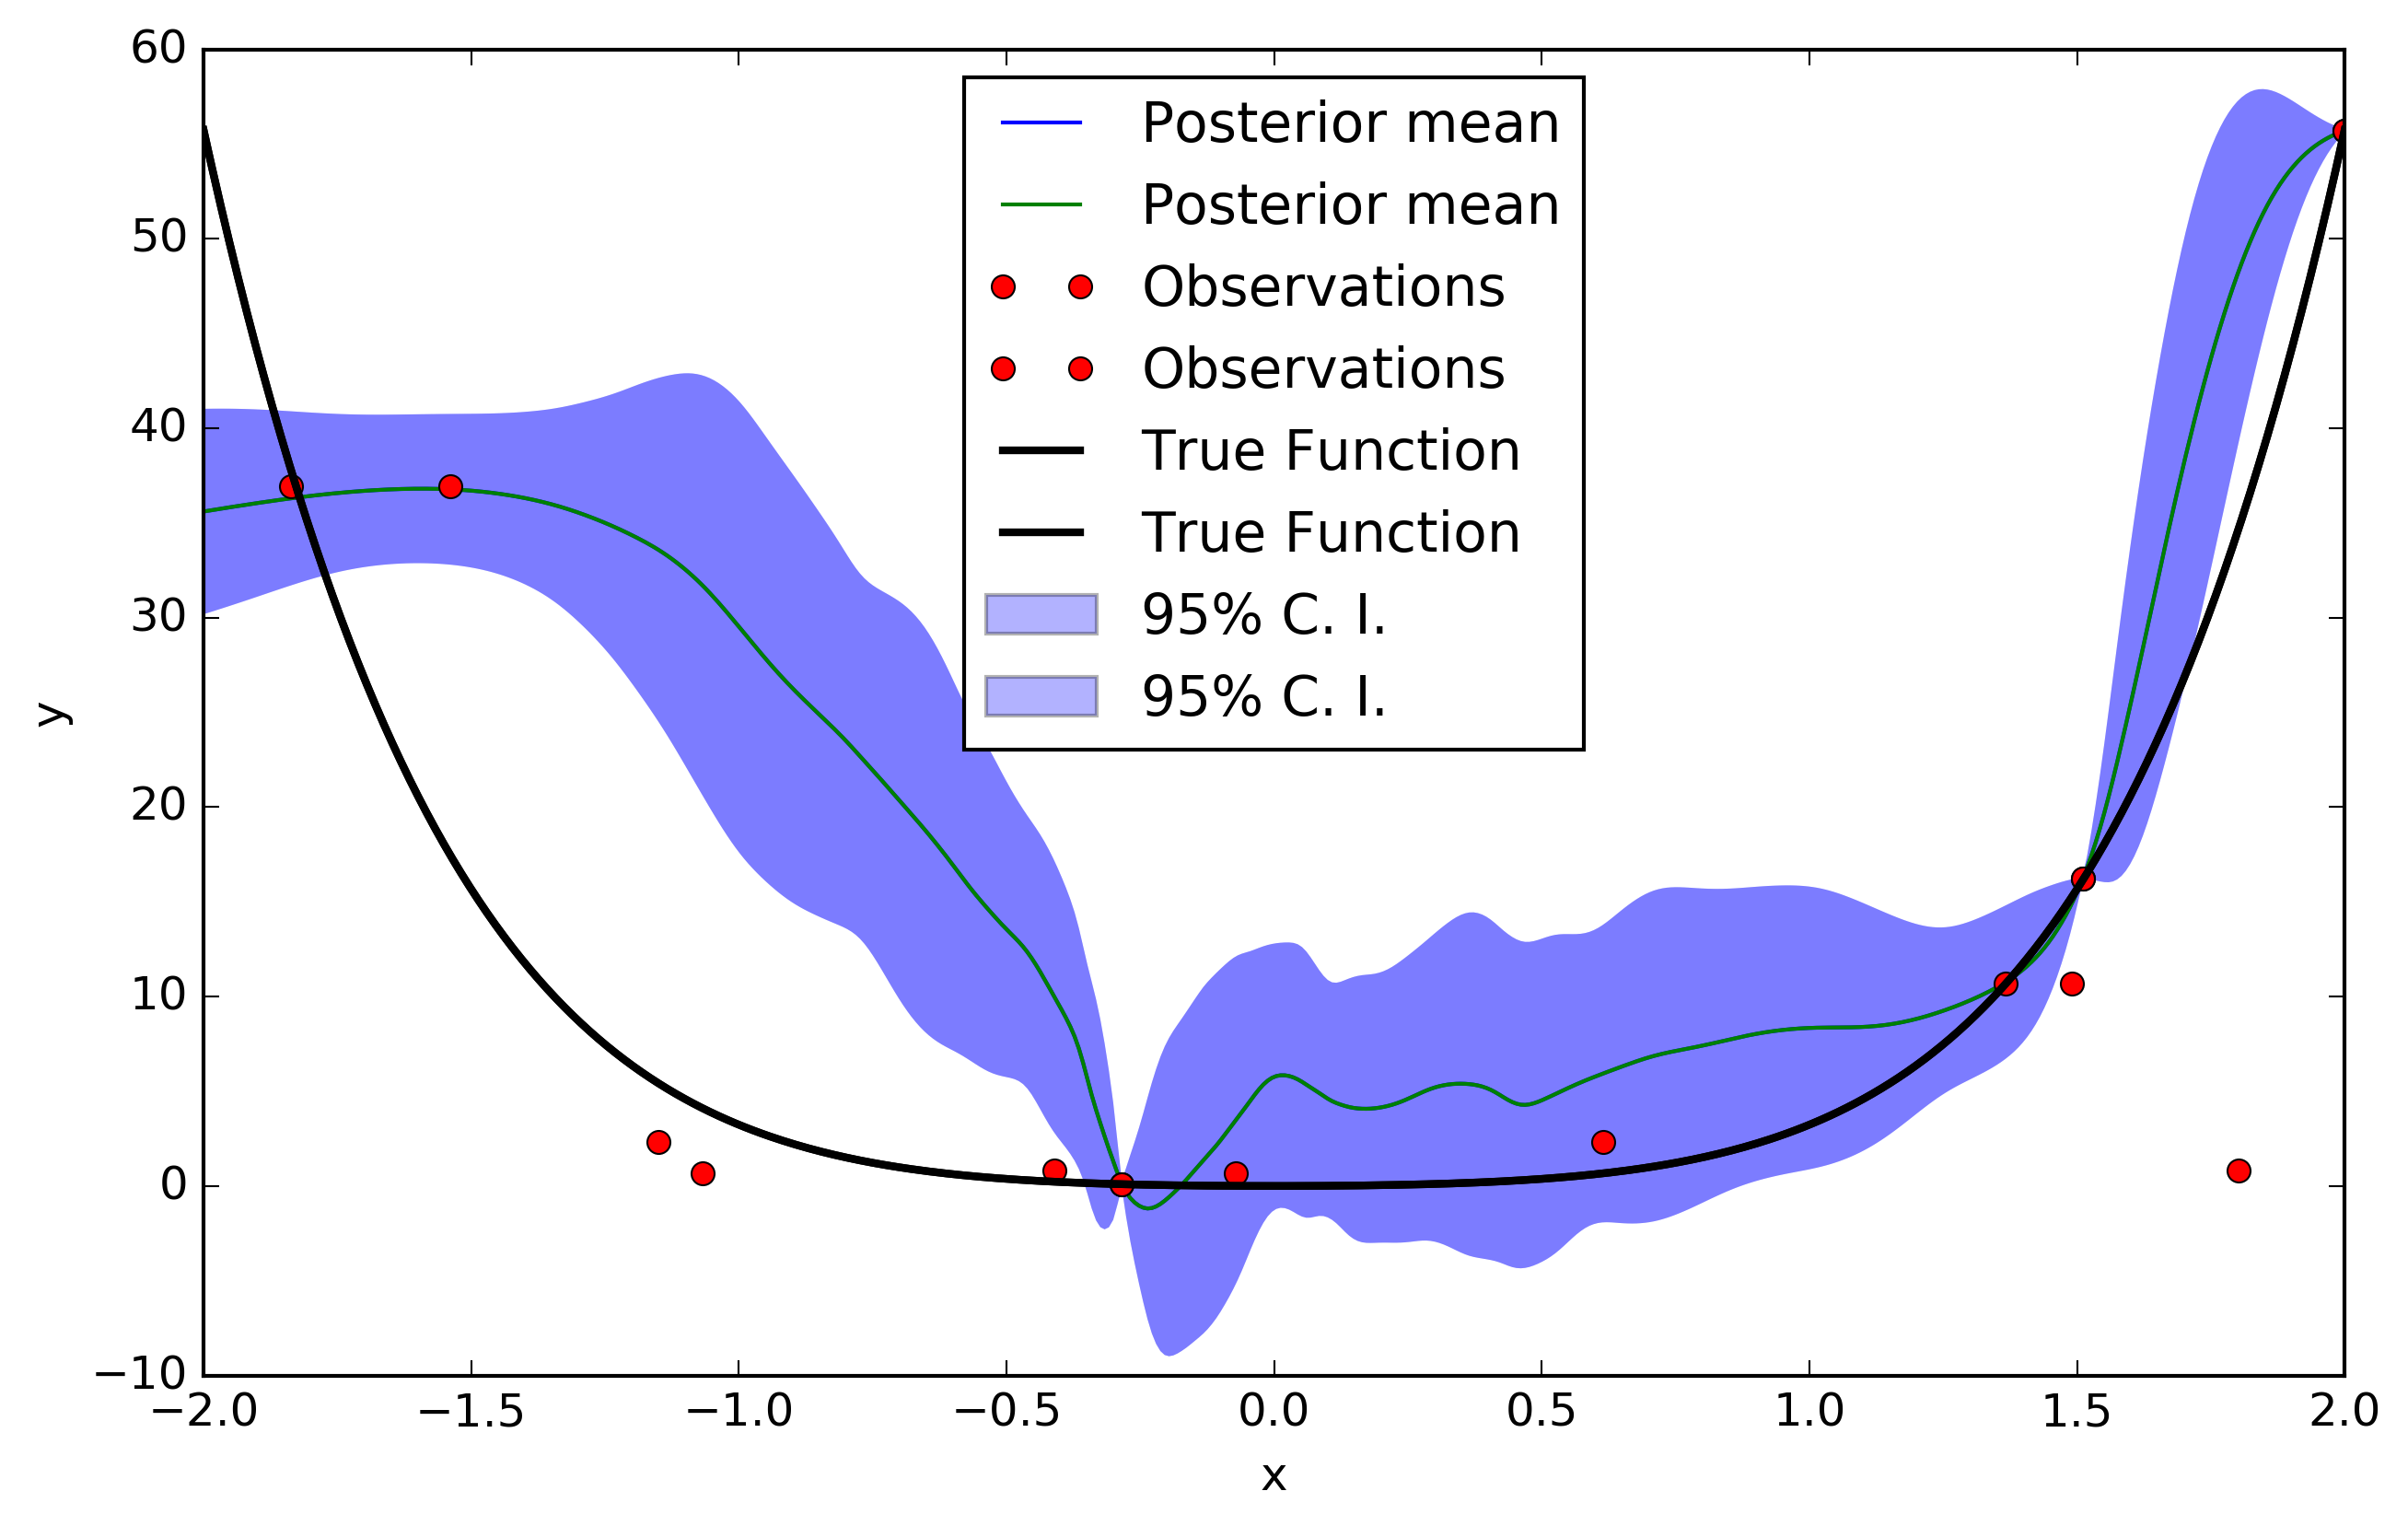 60
50
40
30
20
10
0
−10
y
Posterior mean
Posterior mean
Observations
Observations
True Function
True Function
95% C. I.
95% C. I.
−2.0 −1.5 −1.0 −0.5 0.0 0.5 1.0 1.5 2.0
x